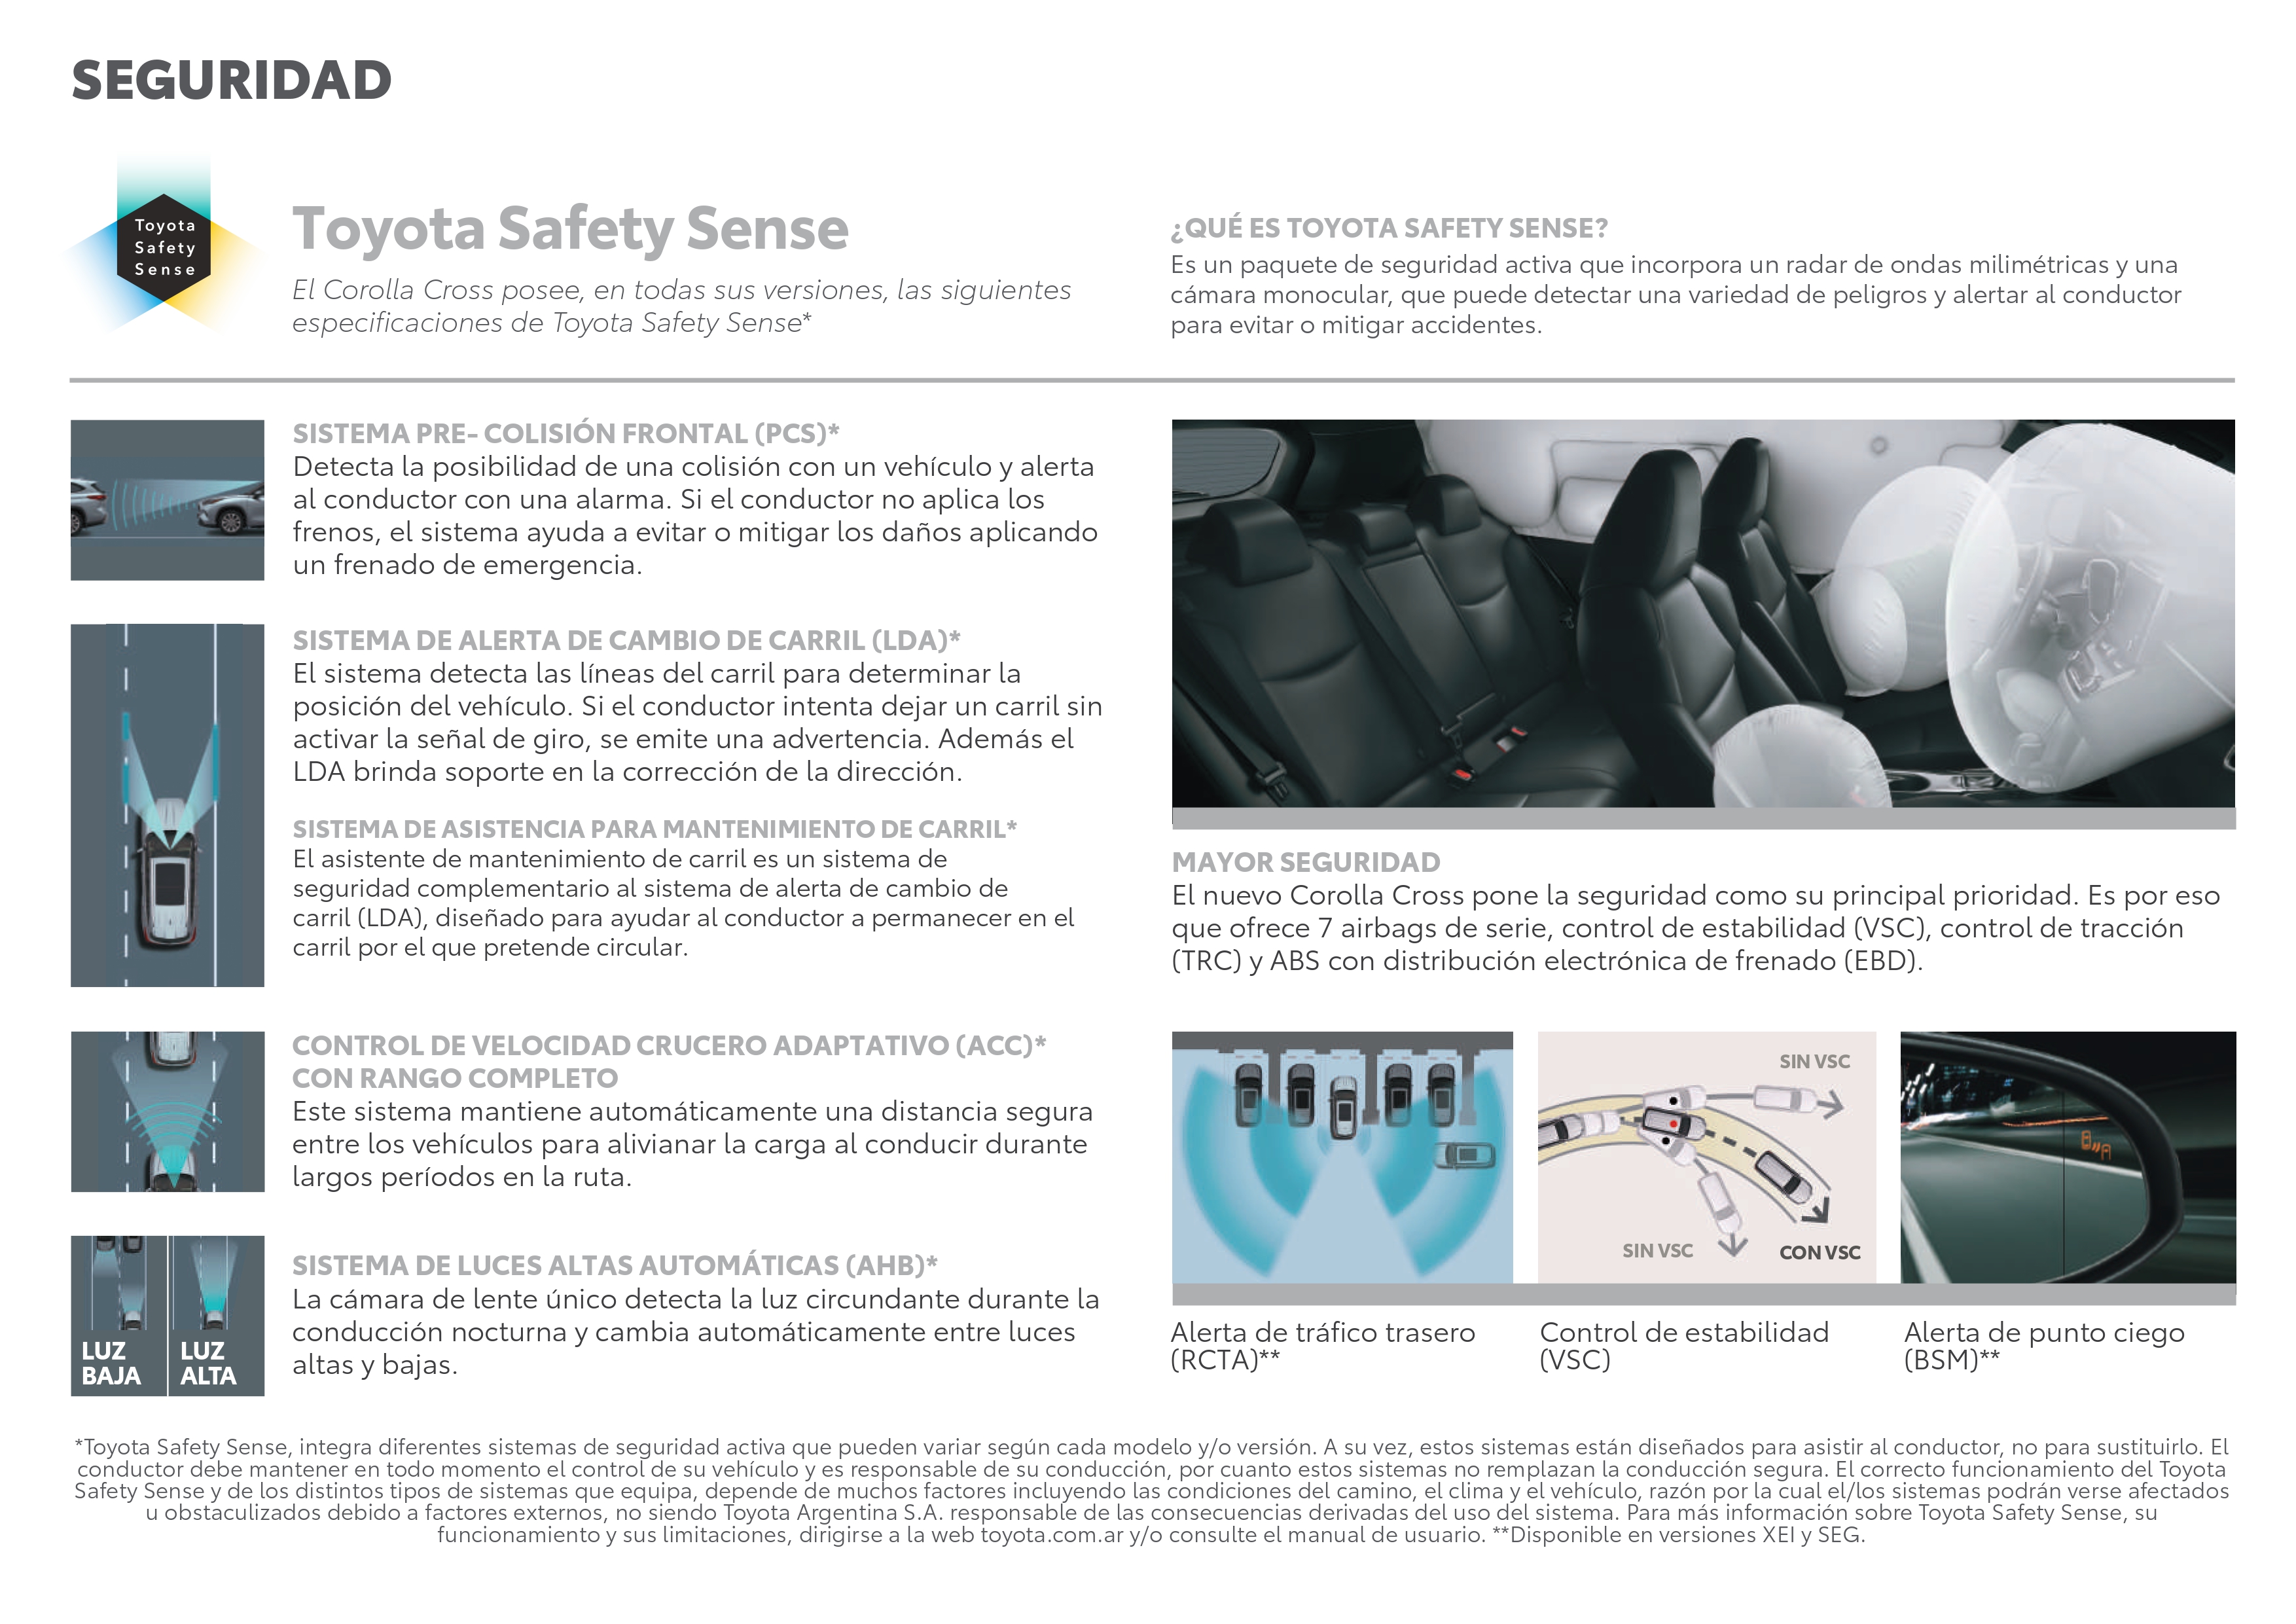 SEGURIDAD
Toyota
Safety
Sense
Toyota Safety Sense
El Corolla Cross posee, en todas sus versiones, las siguientes
especificaciones de Toyota Safety Sense*
¿QUÉ ES TOYOTA SAFETY SENSE?
Es un paquete de seguridad activa que incorpora un radar de ondas milimétricas y una
cámara monocular, que puede detectar una variedad de peligros y alertar al conductor
para evitar o mitigar accidentes.
SISTEMA PRE- COLISIÓN FRONTAL (PCS)*
Detecta la posibilidad de una colisión con un vehículo y alerta
al conductor con una alarma. Si el conductor no aplica los
frenos, el sistema ayuda a evitar o mitigar los daños aplicando
un frenado de emergencia.
SISTEMA DE ALERTA DE CAMBIO DE CARRIL (LDA)*
El sistema detecta las líneas del carril para determinar la
posición del vehículo. Si el conductor intenta dejar un carril sin
activar la señal de giro, se emite una advertencia. Además el
LDA brinda soporte en la corrección de la dirección.
SISTEMA DE ASISTENCIA PARA MANTENIMIENTO DE CARRIL*
El asistente de mantenimiento de carril es un sistema de
seguridad complementario al sistema de alerta de cambio de
carril (LDA), diseñado para ayudar al conductor a permanecer en el
carril por el que pretende circular.
CONTROL DE VELOCIDAD CRUCERO ADAPTATIVO (ACC)*
CON RANGO COMPLETO
Este sistema mantiene automáticamente una distancia segura
entre los vehículos para alivianar la carga al conducir durante
largos períodos en la ruta.
LUZ
BAJA
LUZ
ALTA
SISTEMA DE LUCES ALTAS AUTOMÁTICAS (AHB)*
La cámara de lente único detecta la luz circundante durante la
conducción nocturna y cambia automáticamente entre luces
altas y bajas.
MAYOR SEGURIDAD
El nuevo Corolla Cross pone la seguridad como su principal prioridad. Es por eso
que ofrece 7 airbags de serie, control de estabilidad (VSC), control de tracción
(TRC) y ABS con distribución electrónica de frenado (EBD).
SIN VSC
SIN VSC
CON VSC
Alerta de tráfico trasero
(RCTA)**
Control de estabilidad
(VSC)
Alerta de punto ciego
(BSM)**
*Toyota Safety Sense, integra diferentes sistemas de seguridad activa que pueden variar según cada modelo y/o versión. A su vez, estos sistemas están diseñados para asistir al conductor, no para sustituirlo. El
conductor debe mantener en todo momento el control de su vehículo y es responsable de su conducción, por cuanto estos sistemas no remplazan la conducción segura. El correcto funcionamiento del Toyota
Safety Sense y de los distintos tipos de sistemas que equipa, depende de muchos factores incluyendo las condiciones del camino, el clima y el vehículo, razón por la cual el/los sistemas podrán verse afectados
u obstaculizados debido a factores externos, no siendo Toyota Argentina S.A. responsable de las consecuencias derivadas del uso del sistema. Para más información sobre Toyota Safety Sense, su
funcionamiento y sus limitaciones, dirigirse a la web toyota.com.ar y/o consulte el manual de usuario. **Disponible en versiones XEI y SEG.